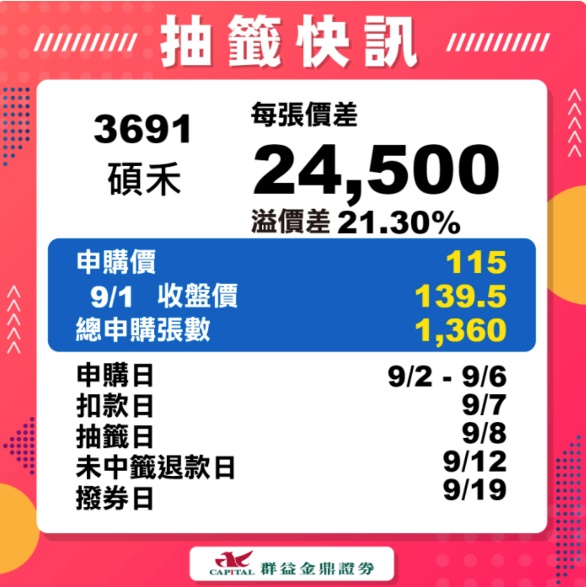 抽籤快訊
3691
碩禾
每張價差
24,500
溢價差 21.30%
申購價 115
9/1 收盤價 139.5
總申購張數 1,360
申購日 9/2 - 9/6
扣款日 9/7
抽籤日 9/8
未中籤退款日 9/12
撥券日 9/19
CAPITAL 群益金鼎證券